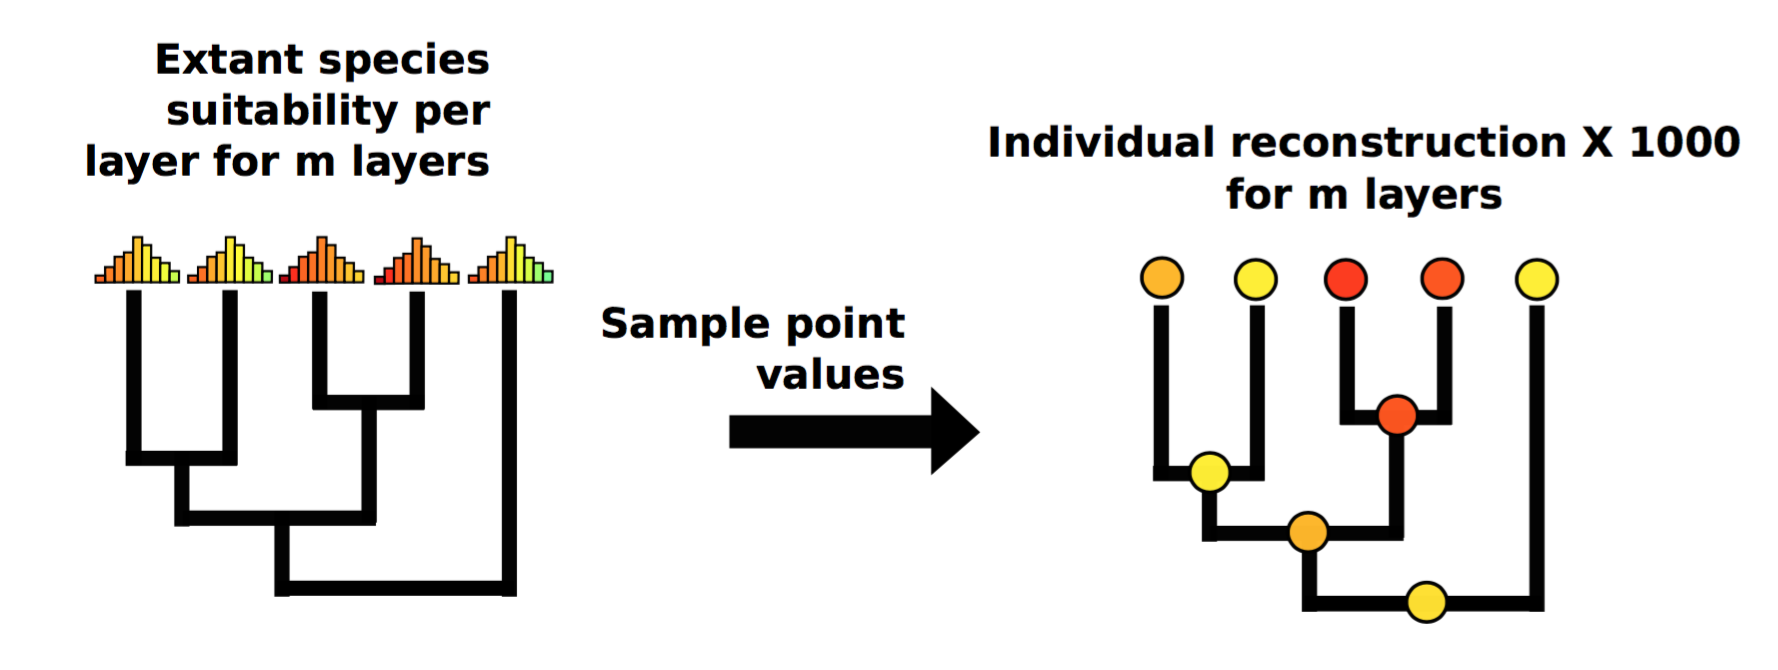 Extant species
suitability per
layer for m layers
Individual reconstruction X 1000
for m layers
Sample point
values